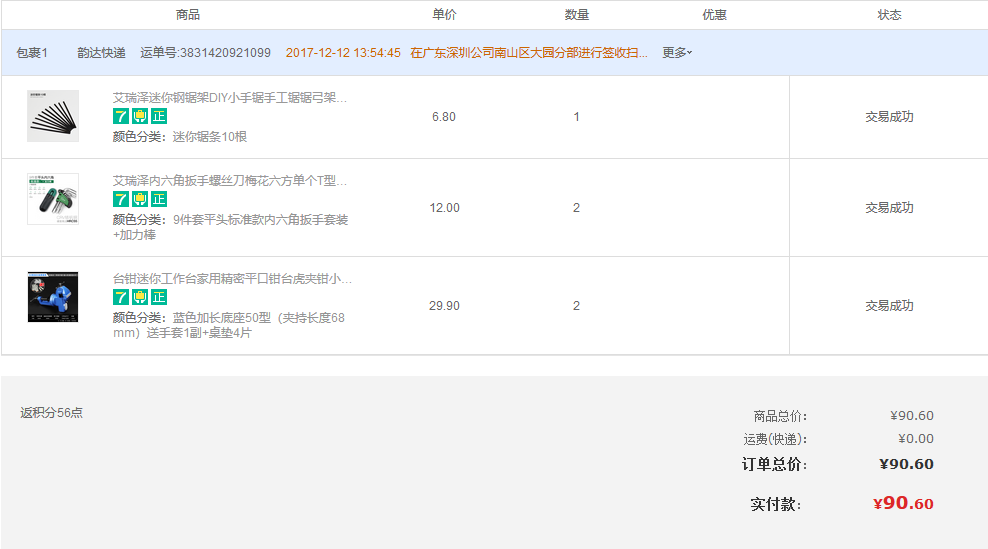 商品 单价 数量 优惠 状态
包裹1 韵达快递 运单号:3831420921099 2017-12-12 13:54:45 在广东深圳公司南山区大园分部进行签收扫... 更多
艾瑞泽迷你钢锯架DIY小手锯手工锯锯弓架...
7 正
颜色分类：迷你锯条10根
6.80 1 交易成功
艾瑞泽内六角扳手螺丝刀梅花六方单个T型...
7 正
颜色分类：9件套平头标准款内六角扳手套装
+加力棒
12.00 2 交易成功
台钳迷你工作台家用精密平口钳台虎夹钳小...
7 正
颜色分类：蓝色加长底座50型（夹持长度68
mm）送手套1副+桌垫4片
29.90 2 交易成功
返积分56点
商品总价： ¥90.60
运费(快递)： ¥0.00
订单总价： ¥90.60
实付款： ¥90.60